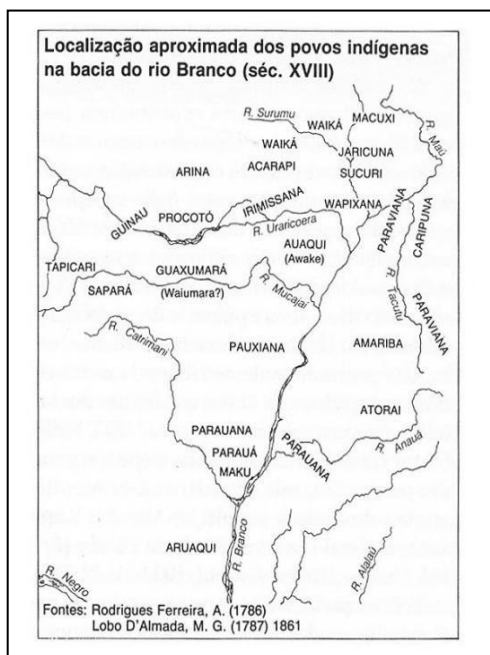 Localização aproximada dos povos indígenas
na bacia do rio Branco (séc. XVIII)
MACUXI
R. Surumu
WAIKÁ
R. Maú
WAIKÁ
JARICUNA
ACARAPI
ARINA
SUCURI
IRIMISSANA
WAPIXANA
PROCOTÓ
GUINAU
R. Uraricoera
PARAVIANA
CARIPUNA
AUAQUI
(Awake)
TAPICARI
GUAXUMARÁ
SAPARÁ
(Waiumara?)
R. Mucajaí
R. Tacutu
PARAVIANA
R. Catrimani
PAUXIANA
AMARIBA
ATORAI
PARAUANA
R. Anauá
PARAUÁ
PARAUANA
MAKU
ARUAQUI
R. Branco
R. Alalaú
R. Negro
Fontes: Rodrigues Ferreira, A. (1786)
Lobo D'Almada, M. G. (1787) 1861